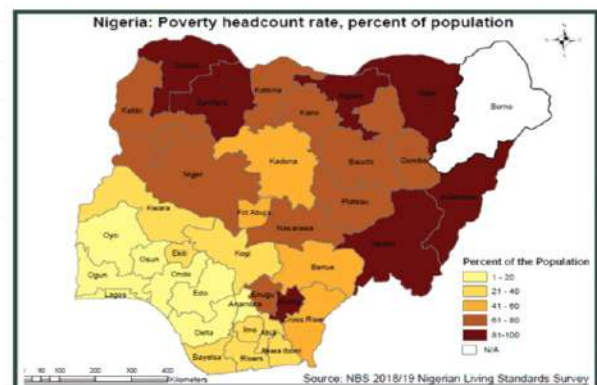 Nigeria: Poverty headcount rate, percent of population
Sokoto
Katsina
Zamfara
Jigawa
Yobe
Borno
Kebbi
Kano
Kaduna
Bauchi
Gombe
Niger
Adamawa
Plateau
Kwara
Fct Abuja
Nasarawa
Taraba
Oyo
Ekiti
Kogi
Benue
Osun
Ogun
Ondo
Edo
Enugu
Lagos
Anambra
Cross River
Delta
Imo
Abia
Bayelsa
Rivers
Akwa Ibom
Percent of the Population
1 - 20
21 - 40
41 - 60
61 - 80
81-100
N/A
400
Kilometers
Source: NBS 2018/19 Nigerian Living Standards Survey